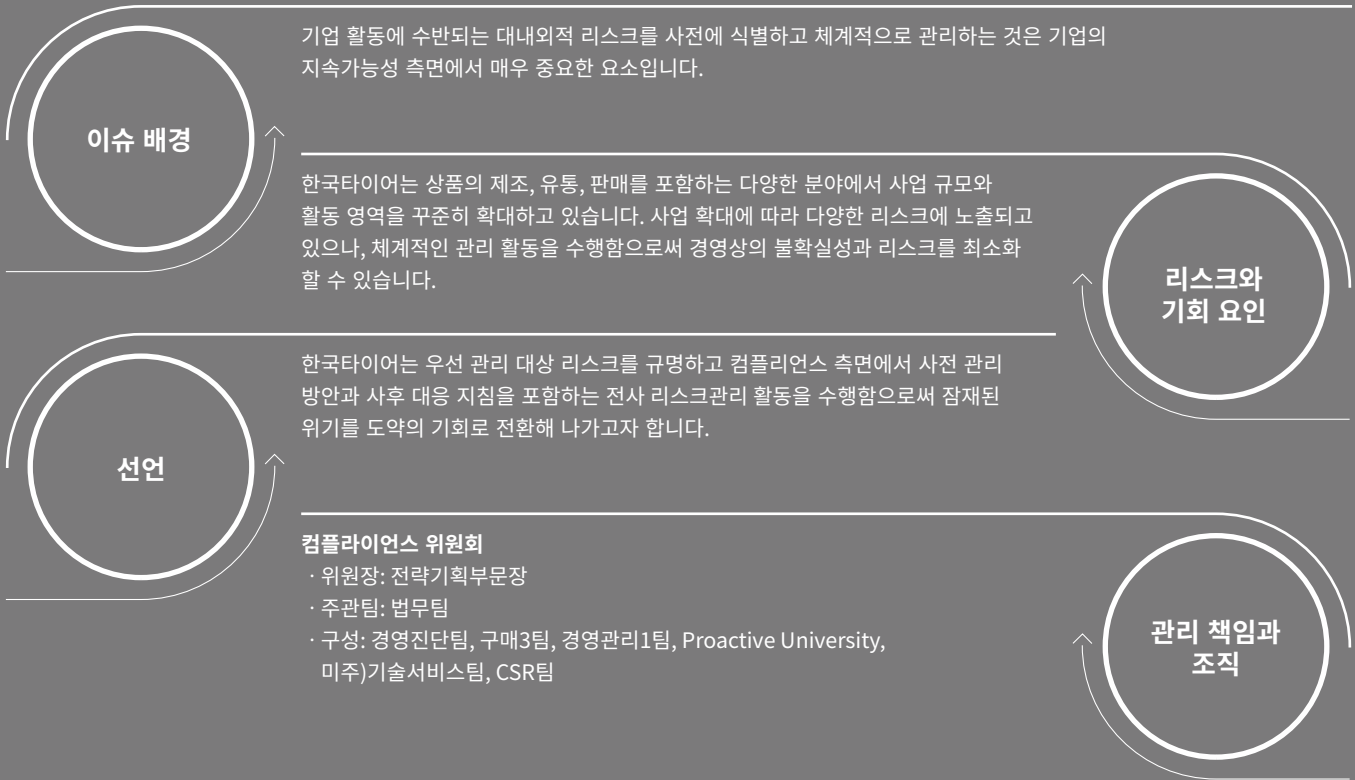 이슈 배경
기업 활동에 수반되는 대내외적 리스크를 사전에 식별하고 체계적으로 관리하는 것은 기업의
지속가능성 측면에서 매우 중요한 요소입니다.
리스크와
기회 요인
한국타이어는 상품의 제조, 유통, 판매를 포함하는 다양한 분야에서 사업 규모와
활동 영역을 꾸준히 확대하고 있습니다. 사업 확대에 따라 다양한 리스크에 노출되고
있으나, 체계적인 관리 활동을 수행함으로써 경영상의 불확실성과 리스크를 최소화
할 수 있습니다.
선언
한국타이어는 우선 관리 대상 리스크를 규명하고 컴플리언스 측면에서 사전 관리
방안과 사후 대응 지침을 포함하는 전사 리스크관리 활동을 수행함으로써 잠재된
위기를 도약의 기회로 전환해 나가고자 합니다.
관리 책임과
조직
컴플라이언스 위원회
· 위원장: 전략기획부문장
· 주관팀: 법무팀
· 구성: 경영진단팀, 구매3팀, 경영관리1팀, Proactive University,
미주)기술서비스팀, CSR팀